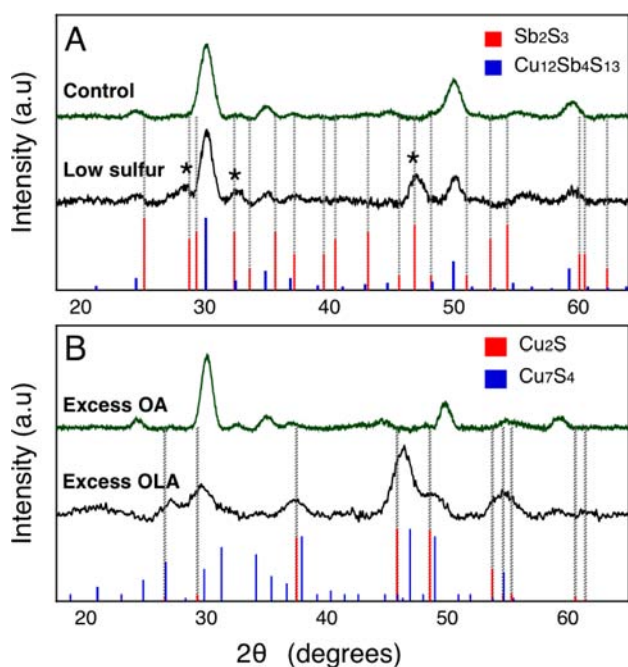 A
Sb2S3
Cu12Sb4S13
Control
Low sulfur
*
*
*
Intensity (a.u)
20 30 40 50 60
B
Cu2S
Cu7S4
Excess OA
Excess OLA
Intensity (a.u)
20 30 40 50 60
2θ (degrees)